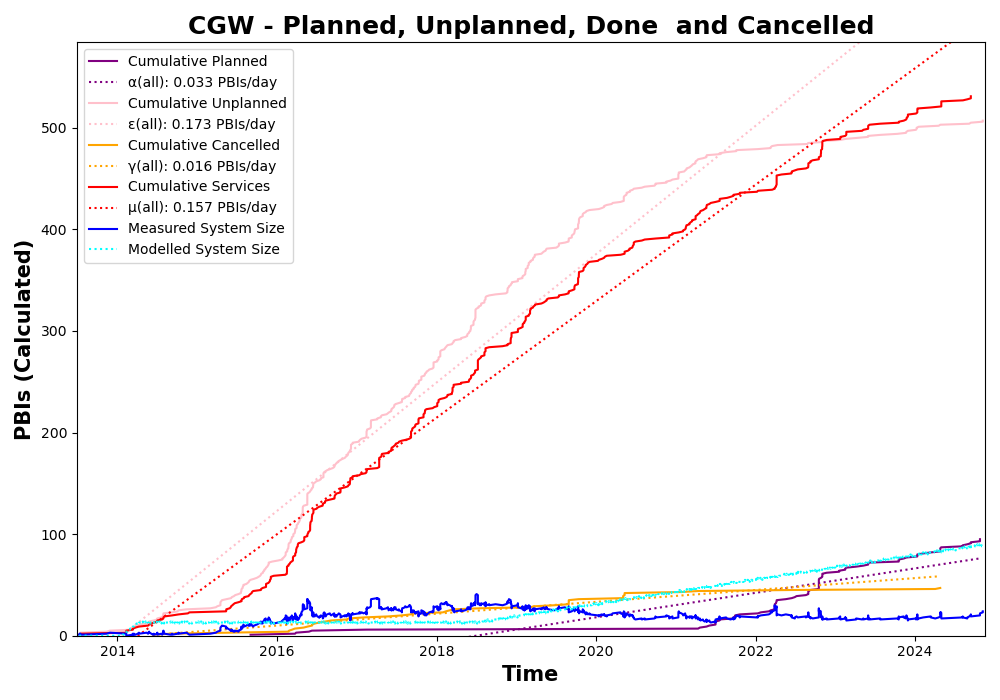 CGW - Planned, Unplanned, Done  and Cancelled
Cumulative Planned
α(all): 0.033 PBIs/day
Cumulative Unplanned
ε(all): 0.173 PBIs/day
Cumulative Cancelled
γ(all): 0.016 PBIs/day
Cumulative Services
μ(all): 0.157 PBIs/day
Measured System Size
Modelled System Size
PBIs (Calculated)
500
400
300
200
100
0
2014 2016 2018 2020 2022 2024
Time